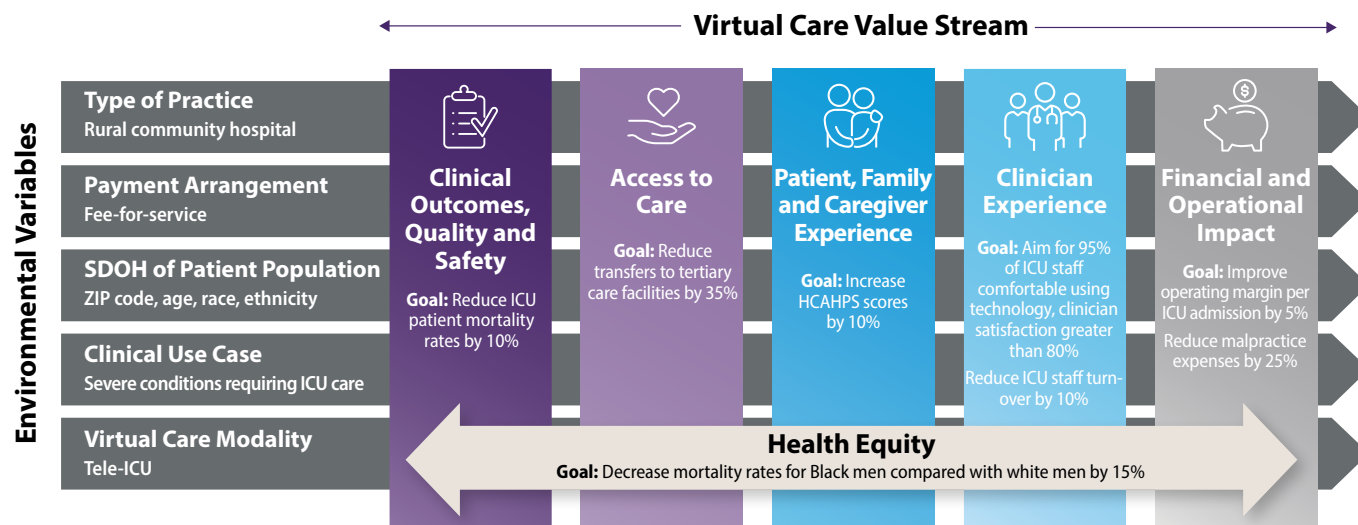 Virtual Care Value Stream
Environmental Variables
Type of Practice
Rural community hospital
Payment Arrangement
Fee-for-service
SDOH of Patient Population
ZIP code, age, race, ethnicity
Clinical Use Case
Severe conditions requiring ICU care
Virtual Care Modality
Tele-ICU
Clinical
Outcomes,
Quality and
Safety
Goal: Reduce ICU
patient mortality
rates by 10%
Access to
Care
Goal: Reduce
transfers to tertiary
care facilities by 35%
Patient, Family
and Caregiver
Experience
Goal: Increase
HCAHPS scores
by 10%
Clinician
Experience
Goal: Aim for 95%
of ICU staff
comfortable using
technology, clinician
satisfaction greater
than 80%
Reduce ICU staff turn-
over by 10%
$
Financial and
Operational
Impact
Goal: Improve
operating margin per
ICU admission by 5%
Reduce malpractice
expenses by 25%
Health Equity
Goal: Decrease mortality rates for Black men compared with white men by 15%